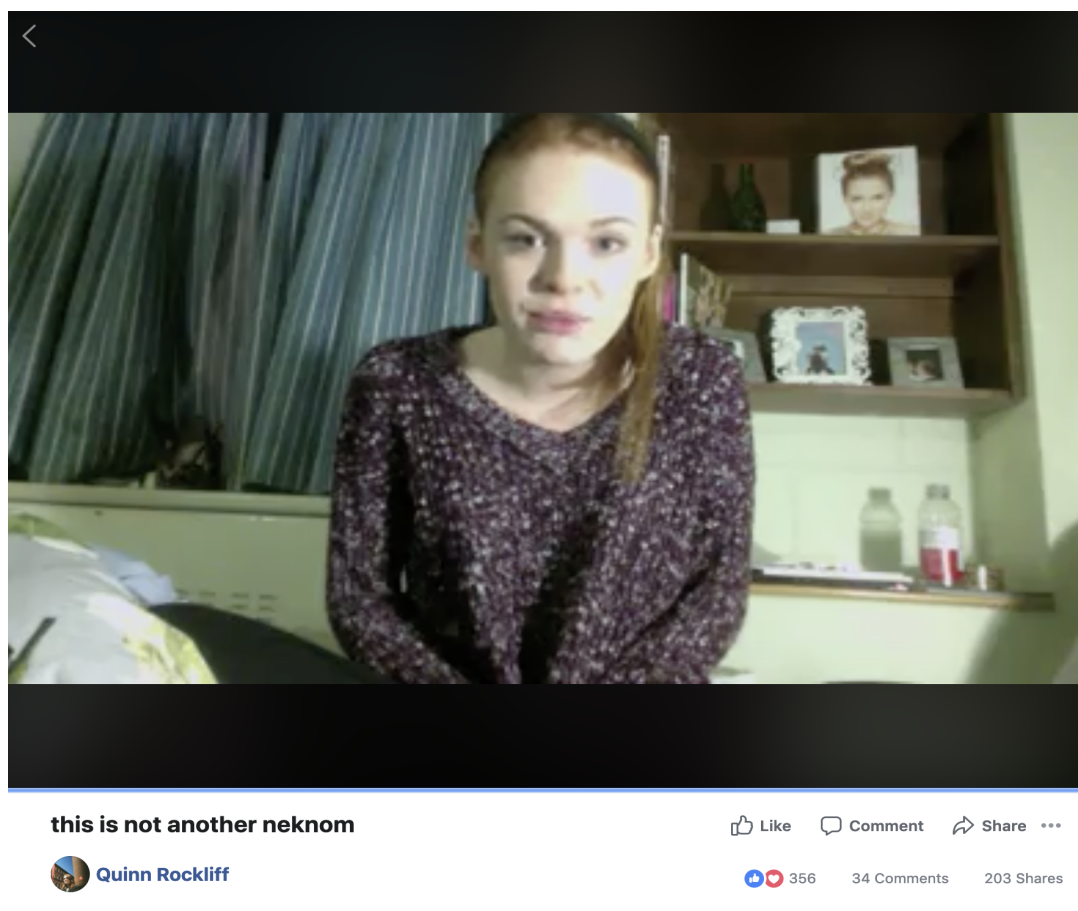 this is not another neknom
Like Comment Share
Quinn Rockliff
356 34 Comments 203 Shares